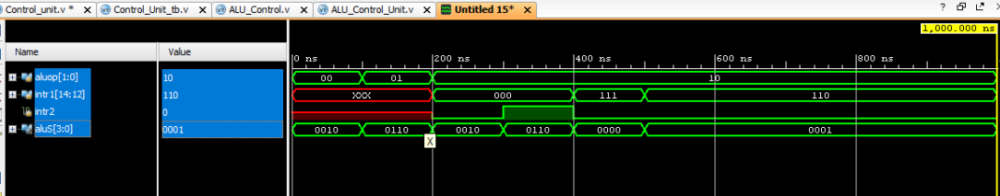 Control_unit.v * × Control_Unit_tb.v × ALU_Control.v × ALU_Control_Unit.v × Untitled 15* × ?
1,000.000 ns
Name Value
0 ns 200 ns 400 ns 600 ns 800 ns
aluop[1:0] 10 00 01 10
intr1[14:12] 110 XXX 000 111 110
intr2 0
aluS[3:0] 0001 0010 0110 0010 0110 0000 0001
X